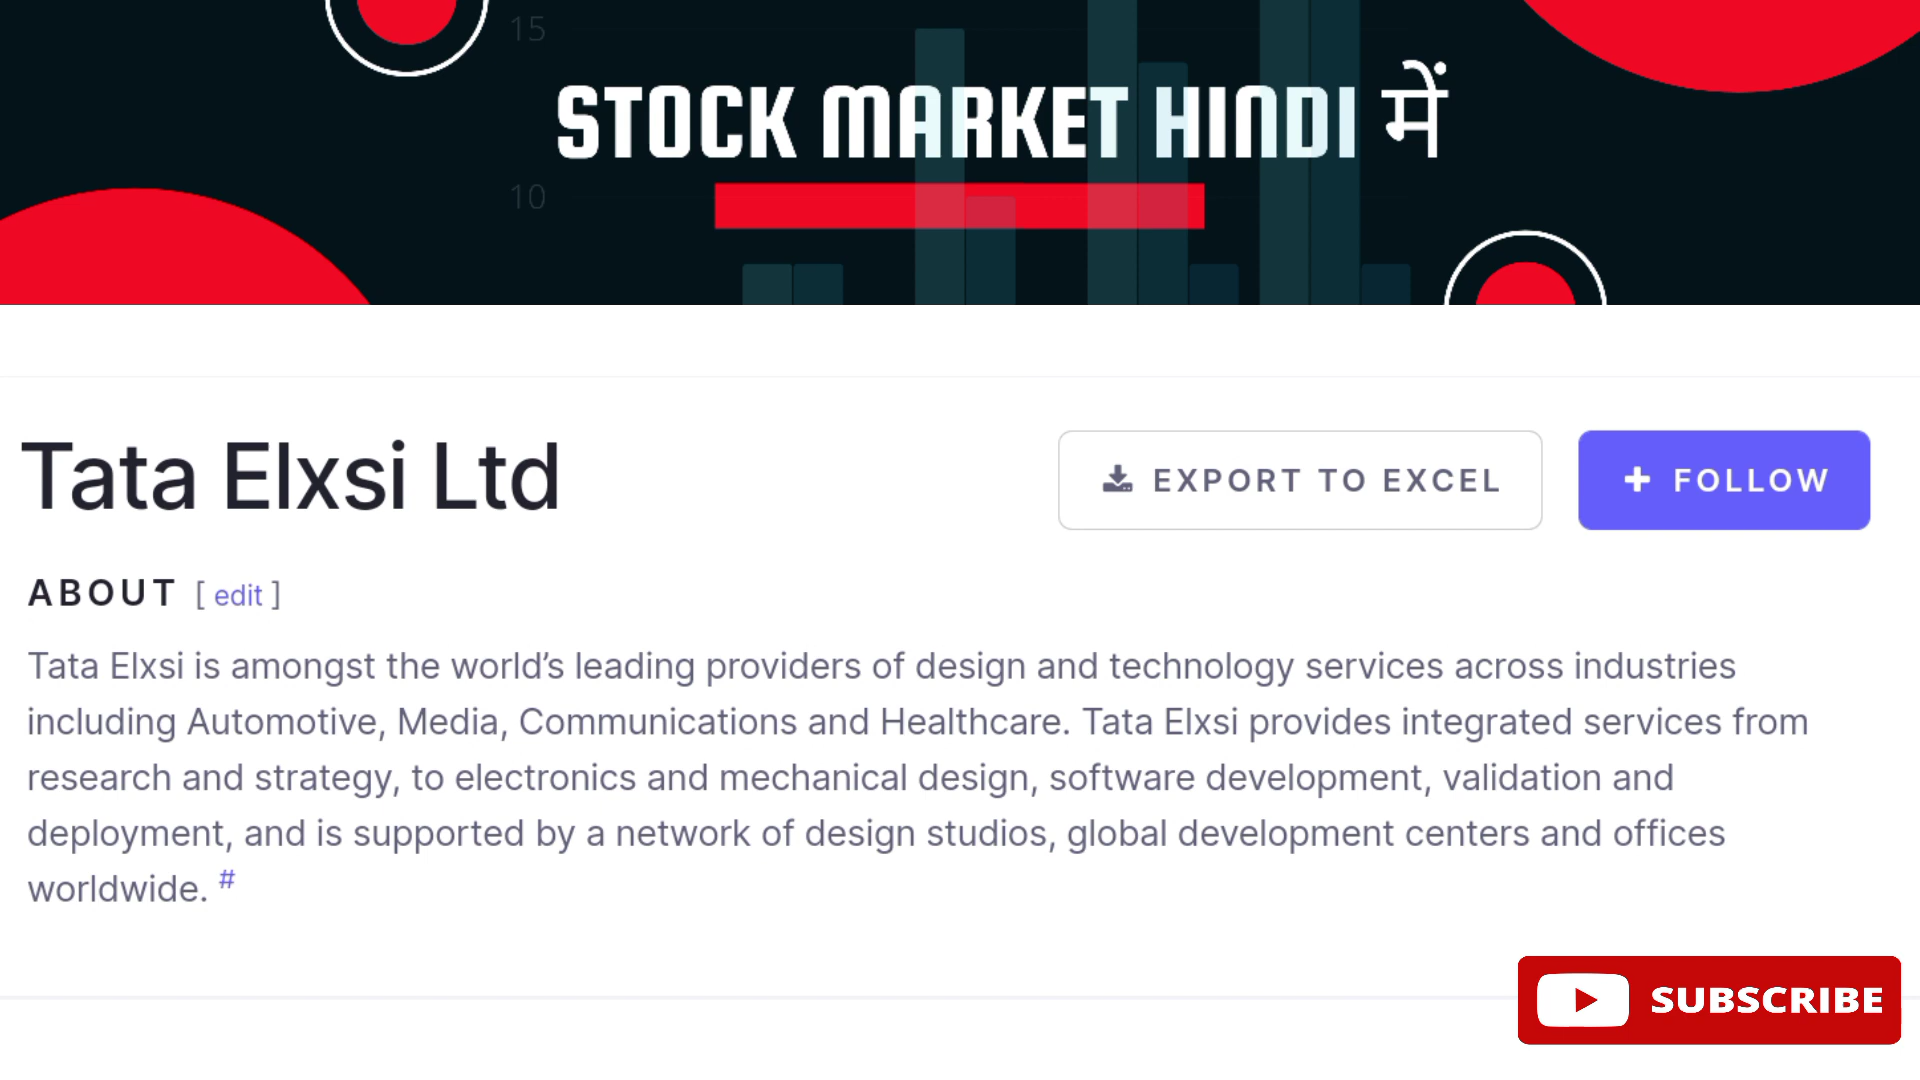 15
STOCK MARKET HINDI में
10
Tata Elxsi Ltd
EXPORT TO EXCEL
+ FOLLOW
ABOUT [ edit ]
Tata Elxsi is amongst the world’s leading providers of design and technology services across industries
including Automotive, Media, Communications and Healthcare. Tata Elxsi provides integrated services from
research and strategy, to electronics and mechanical design, software development, validation and
deployment, and is supported by a network of design studios, global development centers and offices
worldwide. #
SUBSCRIBE